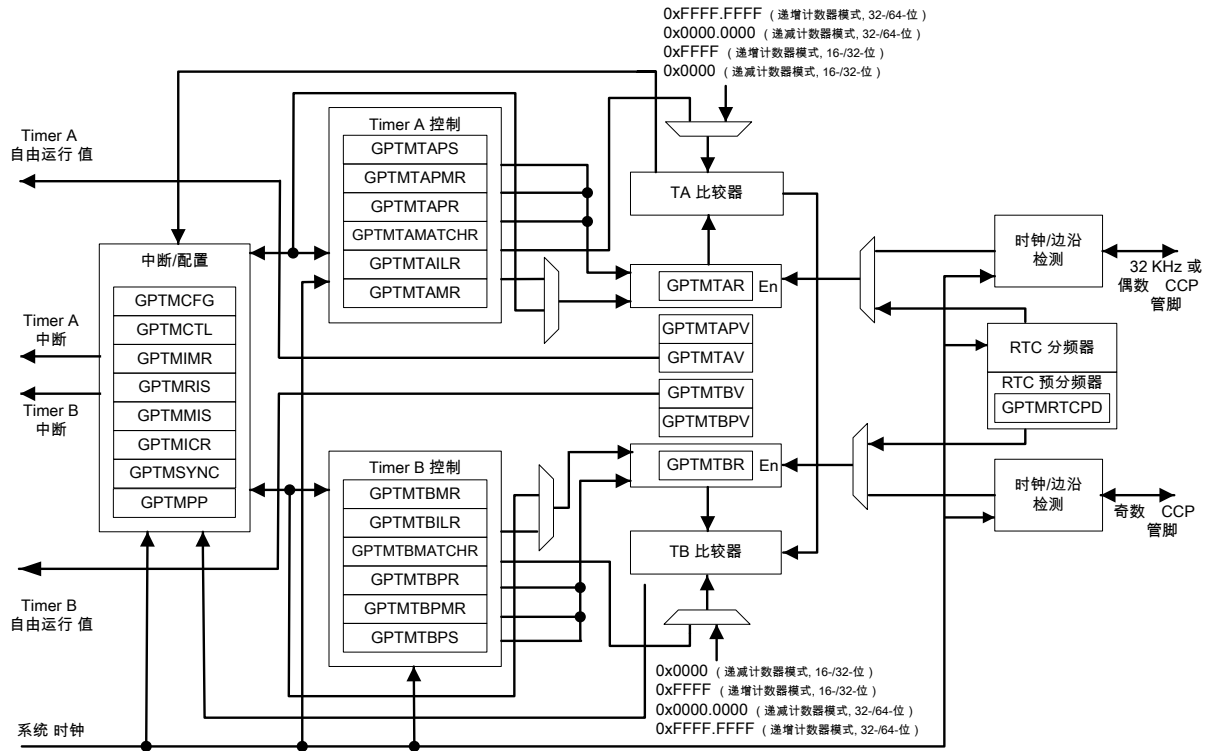 0xFFFF.FFFF（递增计数器模式, 32-/64-位）
0x0000.0000（递减计数器模式, 32-/64-位）
0xFFFF（递增计数器模式, 16-/32-位）
0x0000（递减计数器模式, 16-/32-位）
Timer A
自由运行 值
Timer A 控制
GPTMTAPS
GPTMTAPMR
GPTMTAPR
GPTMTAMATCHR
GPTMTAILR
GPTMTAMR
TA 比较器
GPTMTAR
En
时钟/边沿
检测
32 KHz 或
偶数 CCP
管脚
中断/配置
GPTMCFG
GPTMCTL
GPTMIMR
GPTMRIS
GPTMMIS
GPTMICR
GPTMSYNC
GPTMPP
Timer A
中断
Timer B
中断
GPTMTAPV
GPTMTAV
GPTMTBV
GPTMTBPV
RTC 分频器
RTC 预分频器
GPTMRTCPD
Timer B 控制
GPTMTBMR
GPTMTBILR
GPTMTBMATCHR
GPTMTBPR
GPTMTBPMR
GPTMTBPS
GPTMTBR
En
TB 比较器
时钟/边沿
检测
奇数 CCP
管脚
Timer B
自由运行 值
0x0000（递减计数器模式, 16-/32-位）
0xFFFF（递增计数器模式, 16-/32-位）
0x0000.0000（递减计数器模式, 32-/64-位）
0xFFFF.FFFF（递增计数器模式, 32-/64-位）
系统 时钟